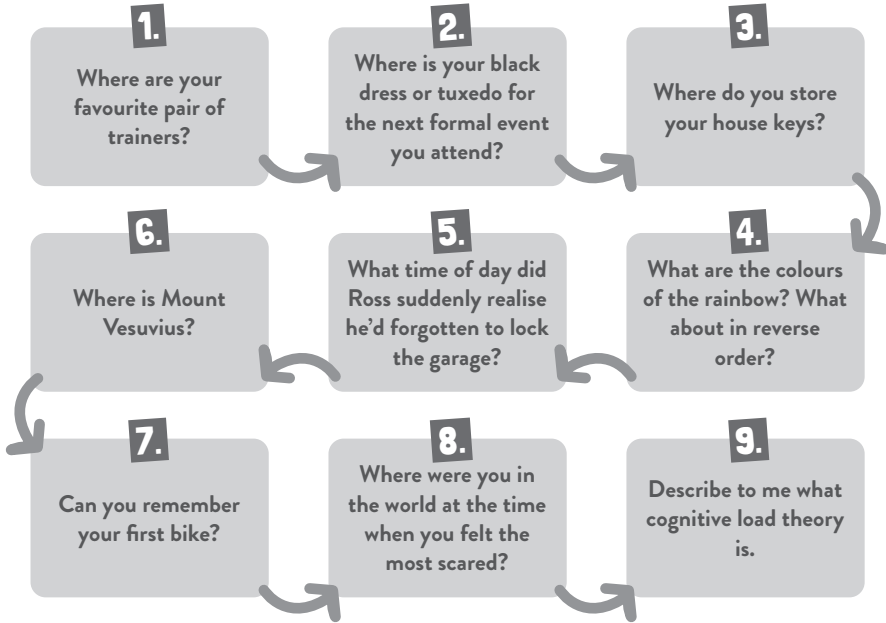 1.
Where are your
favourite pair of
trainers?
2.
Where is your black
dress or tuxedo for
the next formal event
you attend?
3.
Where do you store
your house keys?
4.
What are the colours
of the rainbow? What
about in reverse
order?
5.
What time of day did
Ross suddenly realise
he'd forgotten to lock
the garage?
6.
Where is Mount
Vesuvius?
7.
Can you remember
your first bike?
8.
Where were you in
the world at the time
when you felt the
most scared?
9.
Describe to me what
cognitive load theory
is.